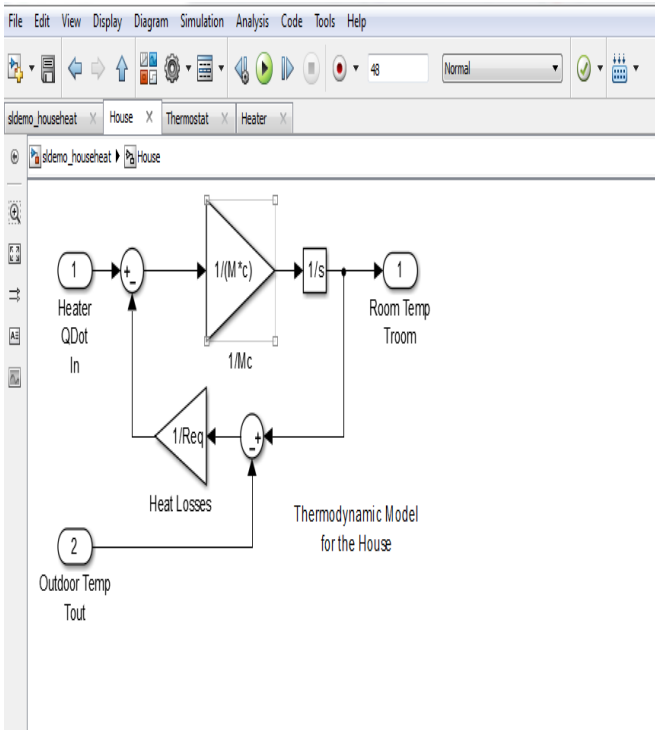 File Edit View Display Diagram Simulation Analysis Code Tools Help
48 Normal
sldemo_househeat House Thermostat Heater
sldemo_househeat House
1
Heater
QDot
In
+
-
1/(M*c)
1/Mc
1/s
1
Room Temp
Troom
1/Req
Heat Losses
-
+
Thermodynamic Model
for the House
2
Outdoor Temp
Tout